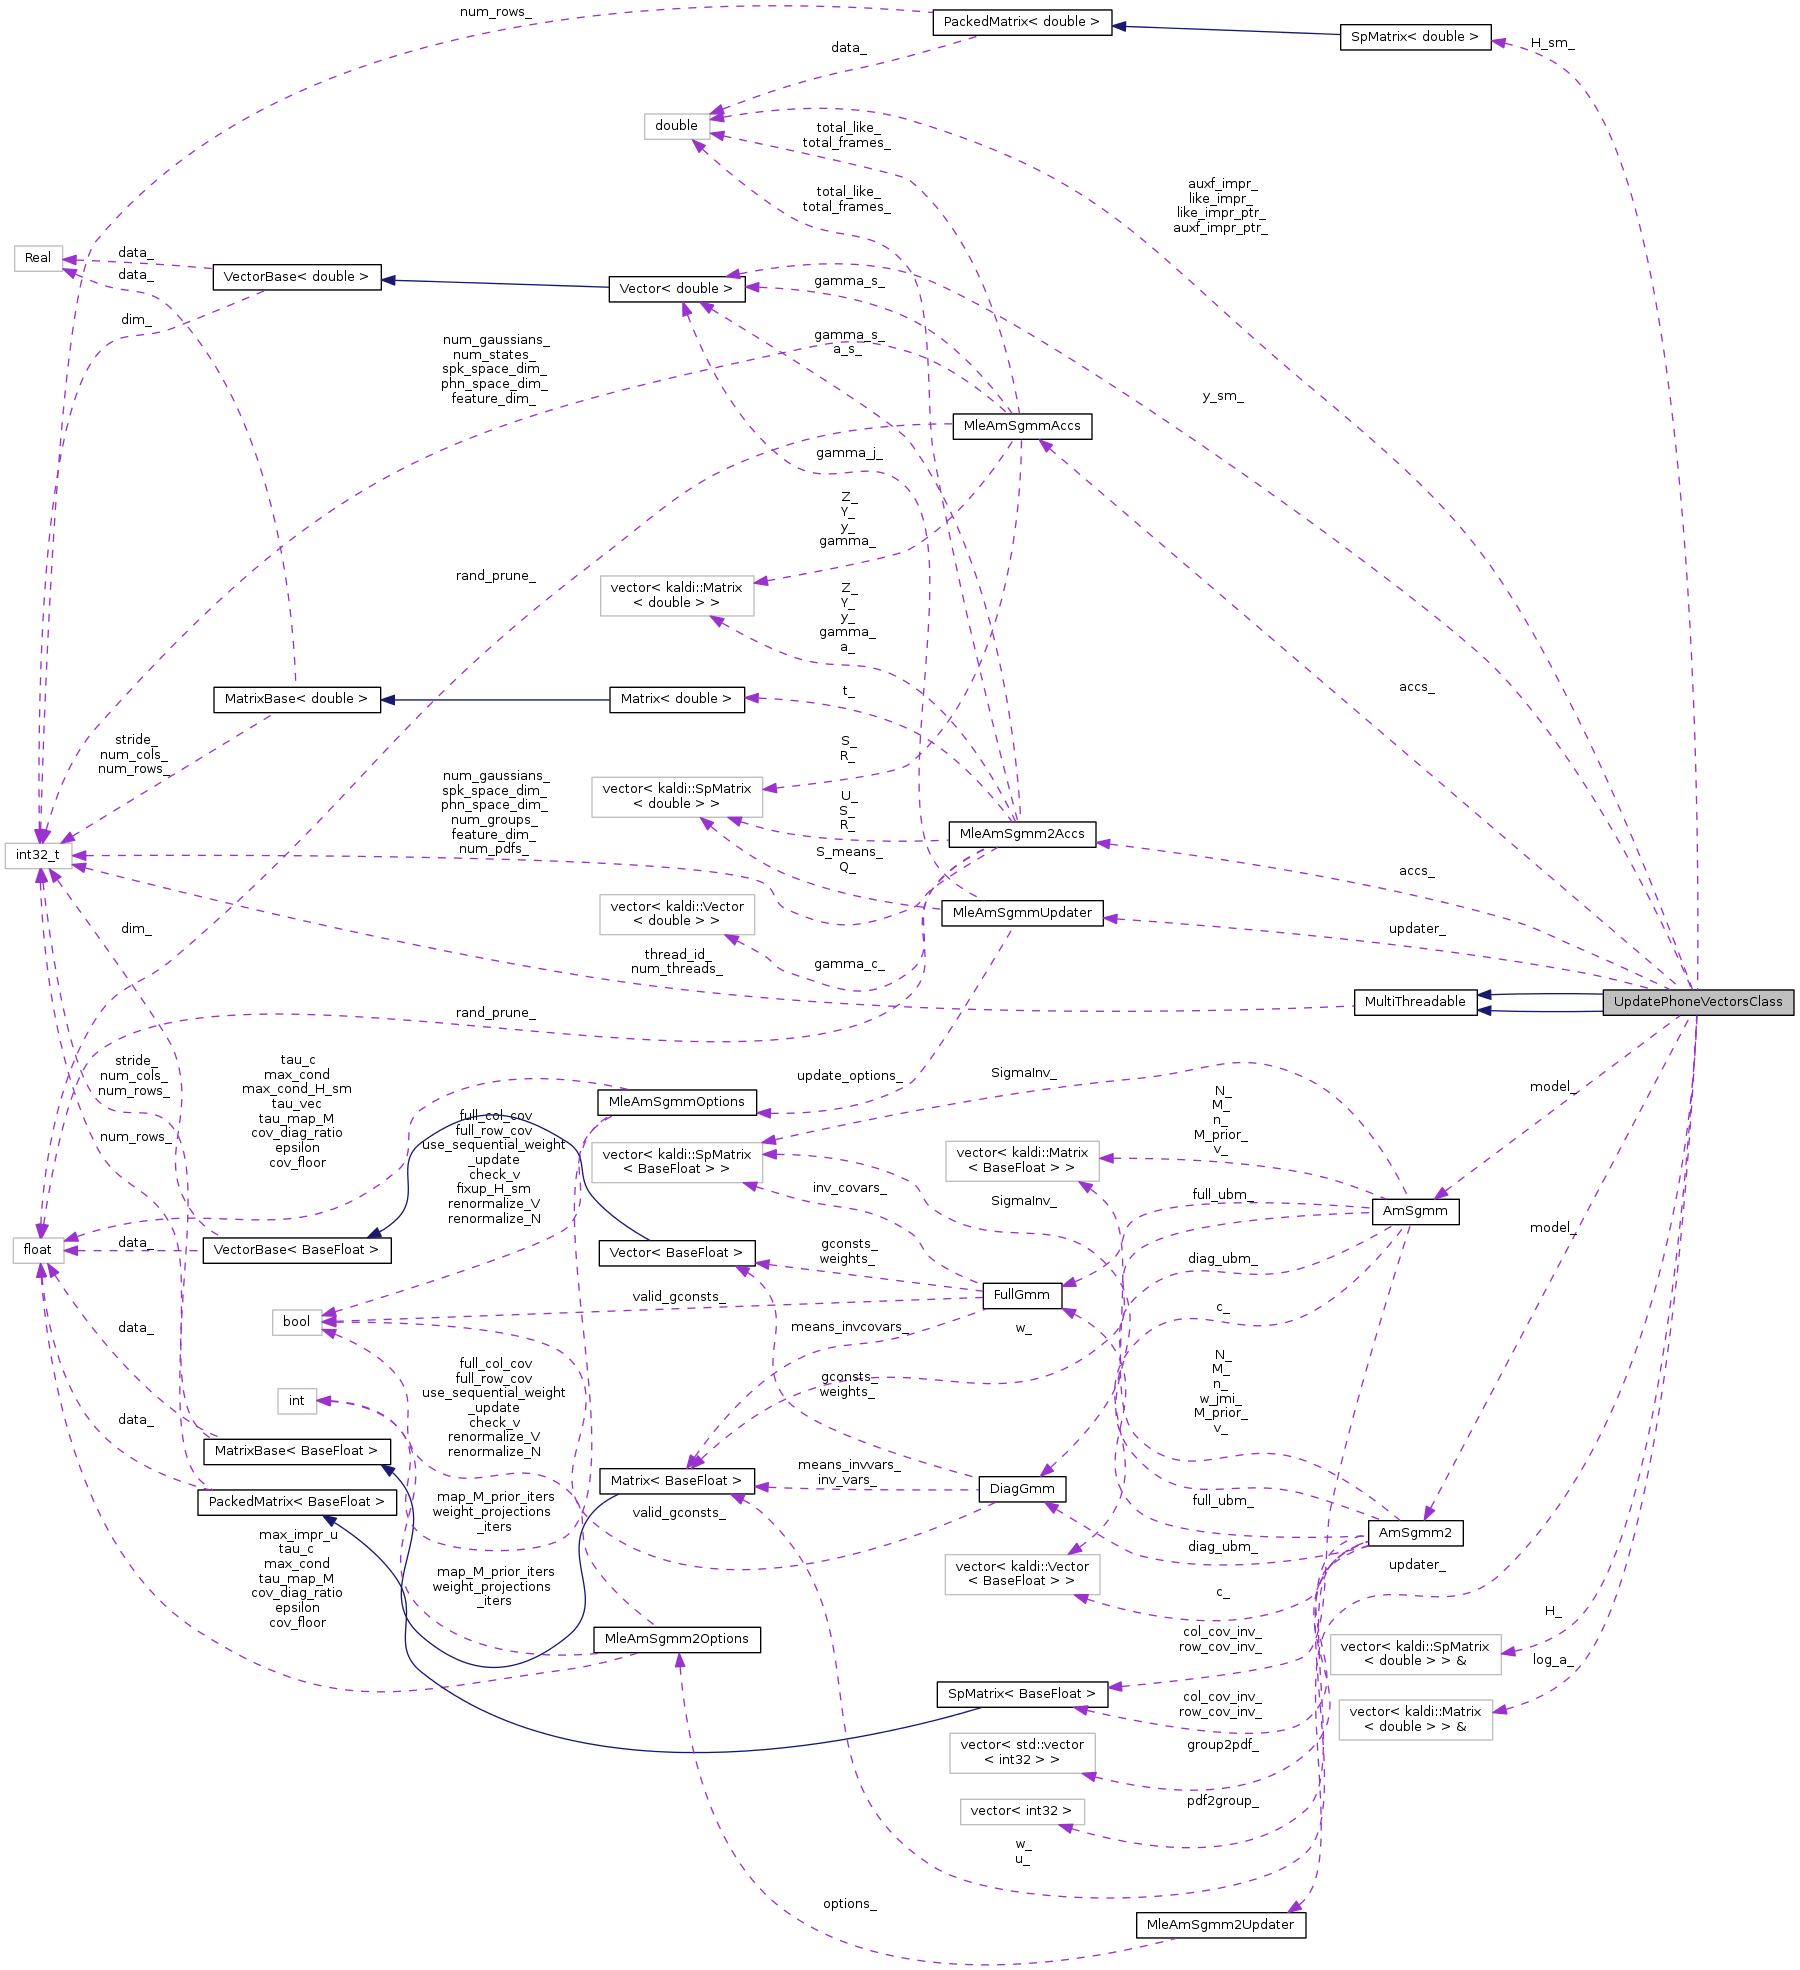 num_rows_
PackedMatrix< double >
SpMatrix< double >
H_sm_
data_
double
total_like_
total_frames_
auxf_impr_
like_impr_
like_impr_ptr_
auxf_impr_ptr_
total_like_
total_frames_
Real
data_
data_
VectorBase< double >
Vector< double >
gamma_s_
dim_
num_gaussians_
num_states_
spk_space_dim_
phn_space_dim_
feature_dim_
gamma_s_
a_s_
y_sm_
MleAmSgmmAccs
gamma_j_
Z_
Y_
y_
gamma_
rand_prune_
vector< kaldi::Matrix
< double > >
Z_
Y_
y_
gamma_
a_
MatrixBase< double >
Matrix< double >
t_
accs_
stride_
num_cols_
num_rows_
S_
R_
num_gaussians_
spk_space_dim_
phn_space_dim_
num_groups_
feature_dim_
num_pdfs_
vector< kaldi::SpMatrix
< double > >
U_
S_
R_
MleAmSgmm2Accs
int32_t
S_means_
Q_
accs_
vector< kaldi::Vector
< double > >
MleAmSgmmUpdater
updater_
dim_
thread_id_
num_threads_
gamma_c_
MultiThreadable
UpdatePhoneVectorsClass
rand_prune_
stride_
num_cols_
num_rows_
tau_c
max_cond
max_cond_H_sm
tau_vec
tau_map_M
cov_diag_ratio
epsilon
cov_floor
update_options_
SigmaInv_
model_
MleAmSgmmOptions
N_
M_
n_
M_prior_
v_
full_col_cov
full_row_cov
use_sequential_weight
_update
check_v
fixup_H_sm
renormalize_V
renormalize_N
num_rows_
vector< kaldi::SpMatrix
< BaseFloat > >
vector< kaldi::Matrix
< BaseFloat > >
inv_covars_
SigmaInv_
full_ubm_
AmSgmm
model_
float
data_
VectorBase< BaseFloat >
Vector< BaseFloat >
gconsts_
weights_
diag_ubm_
FullGmm
valid_gconsts_
c_
bool
data_
means_invcovars_
w_
full_col_cov
full_row_cov
use_sequential_weight
_update
check_v
renormalize_V
renormalize_N
gconsts_
weights_
N_
M_
n_
w_jmi_
M_prior_
v_
int
data_
MatrixBase< BaseFloat >
Matrix< BaseFloat >
means_invvars_
inv_vars_
DiagGmm
PackedMatrix< BaseFloat >
map_M_prior_iters
weight_projections
_iters
valid_gconsts_
full_ubm_
AmSgmm2
diag_ubm_
updater_
max_impr_u
tau_c
max_cond
tau_map_M
cov_diag_ratio
epsilon
cov_floor
map_M_prior_iters
weight_projections
_iters
vector< kaldi::Vector
< BaseFloat > >
c_
H_
MleAmSgmm2Options
col_cov_inv_
row_cov_inv_
vector< kaldi::SpMatrix
< double > > &
log_a_
SpMatrix< BaseFloat >
col_cov_inv_
row_cov_inv_
vector< kaldi::Matrix
< double > > &
vector< std::vector
< int32 > >
group2pdf_
vector< int32 >
pdf2group_
w_
u_
options_
MleAmSgmm2Updater